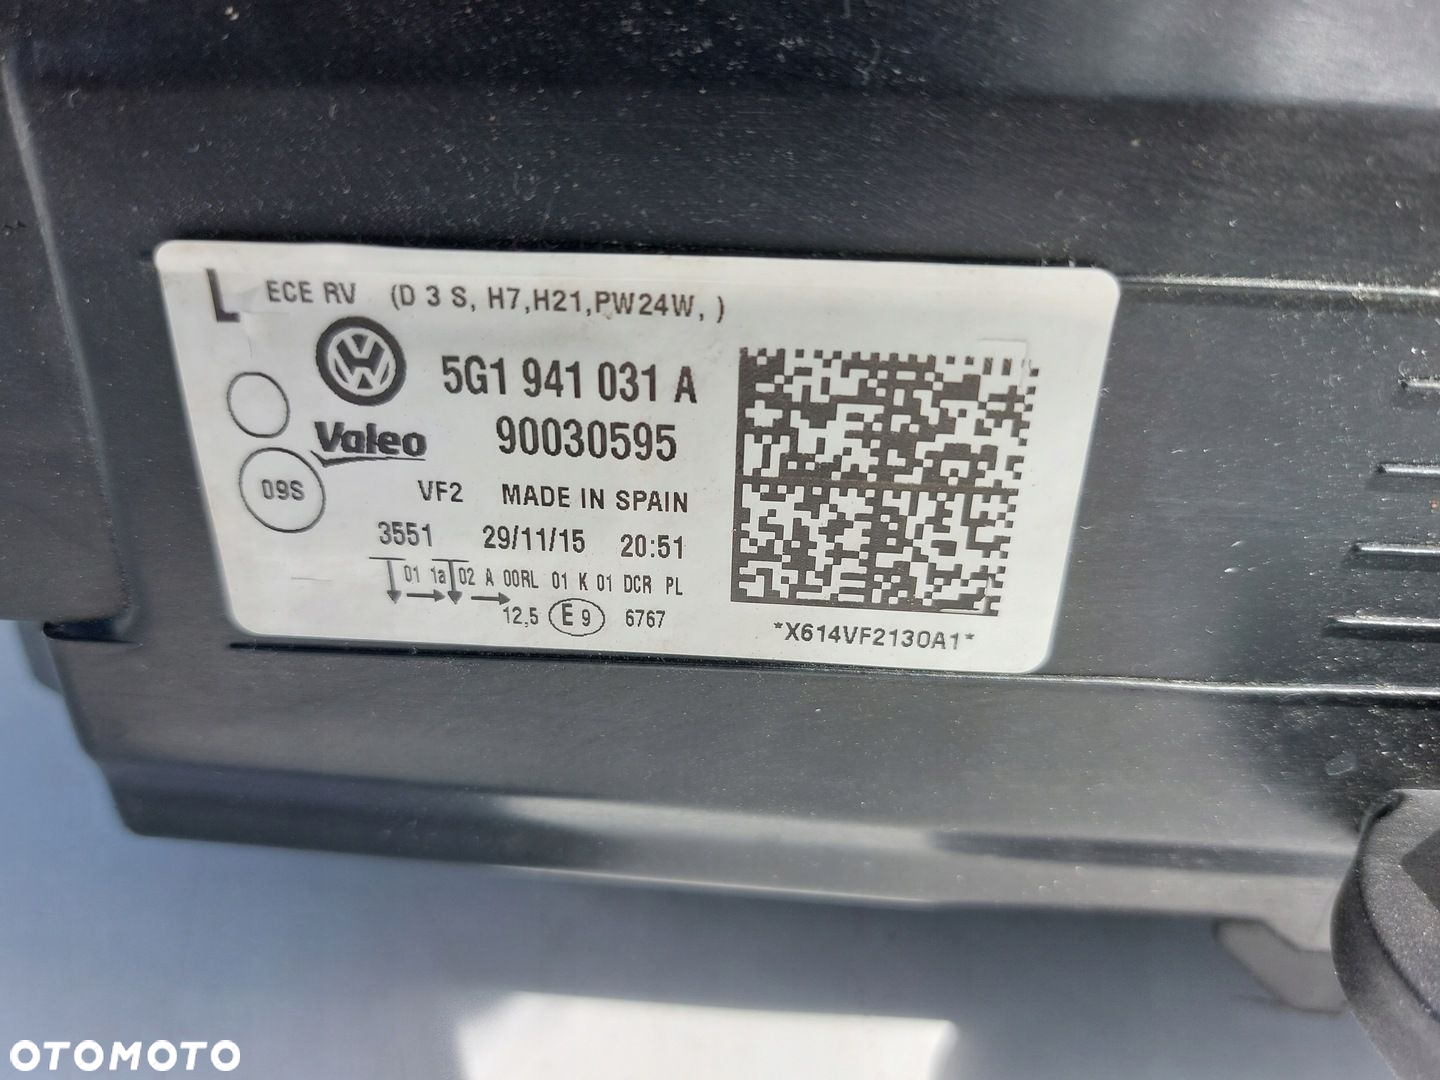 L ECE RV (D 3 S, H7,H21,PW24W, )
5G1 941 031 A
Valeo 90030595
09S
VF2 MADE IN SPAIN
3551 29/11/15 20:51
01 1a 02 A 00RL 01 K 01 DCR PL
12,5 E 9 6767
*X614VF2130A1*
OTOMOTO